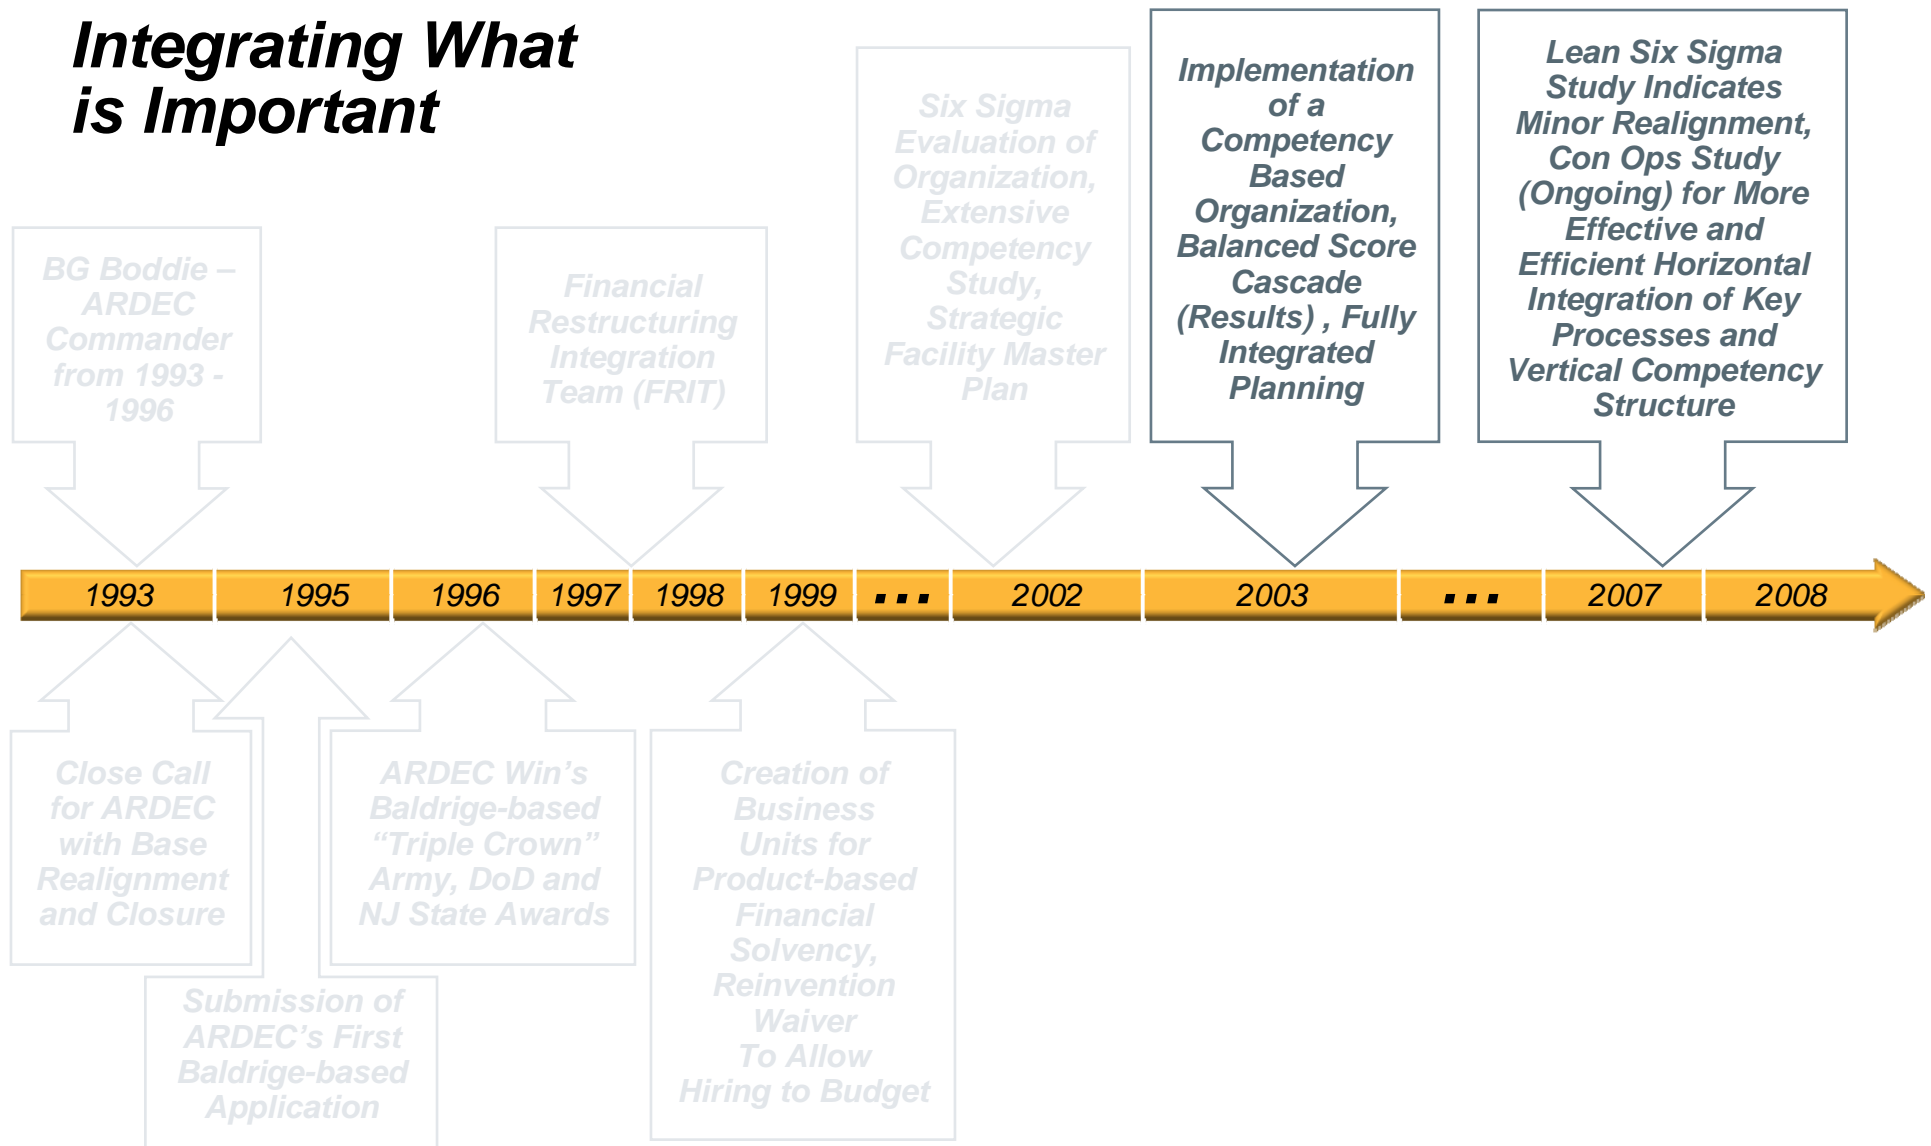 Integrating What
is Important
BG Boddie –
ARDEC
Commander
from 1993 -
1996
Financial
Restructuring
Integration
Team (FRIT)
Six Sigma
Evaluation of
Organization,
Extensive
Competency
Study,
Strategic
Facility Master
Plan
Implementation
of a
Competency
Based
Organization,
Balanced Score
Cascade
(Results) , Fully
Integrated
Planning
Lean Six Sigma
Study Indicates
Minor Realignment,
Con Ops Study
(Ongoing) for More
Effective and
Efficient Horizontal
Integration of Key
Processes and
Vertical Competency
Structure
1993 1995 1996 1997 1998 1999 ... 2002 2003 ... 2007 2008
Close Call
for ARDEC
with Base
Realignment
and Closure
Submission of
ARDEC’s First
Baldrige-based
Application
ARDEC Win’s
Baldrige-based
“Triple Crown”
Army, DoD and
NJ State Awards
Creation of
Business
Units for
Product-based
Financial
Solvency,
Reinvention
Waiver
To Allow
Hiring to Budget